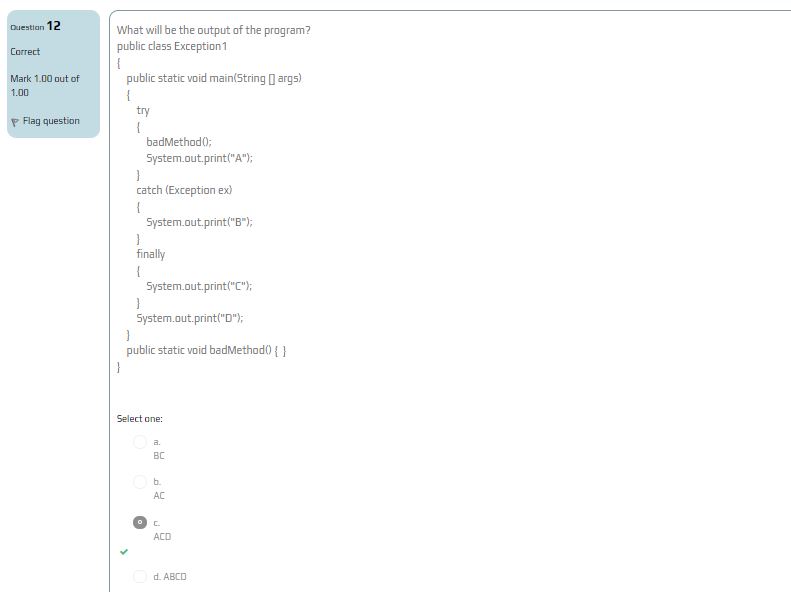 Question 12
Correct
Mark 1.00 out of
1.00
Flag question
What will be the output of the program?
public class Exception1
{
public static void main(String [] args)
{
try
{
badMethod();
System.out.print("A");
}
catch (Exception ex)
{
System.out.print("B");
}
finally
{
System.out.print("C");
}
System.out.print("D");
}
public static void badMethod() { }
}
Select one:
a.
BC
b.
AC
c.
ACD
d. ABCD